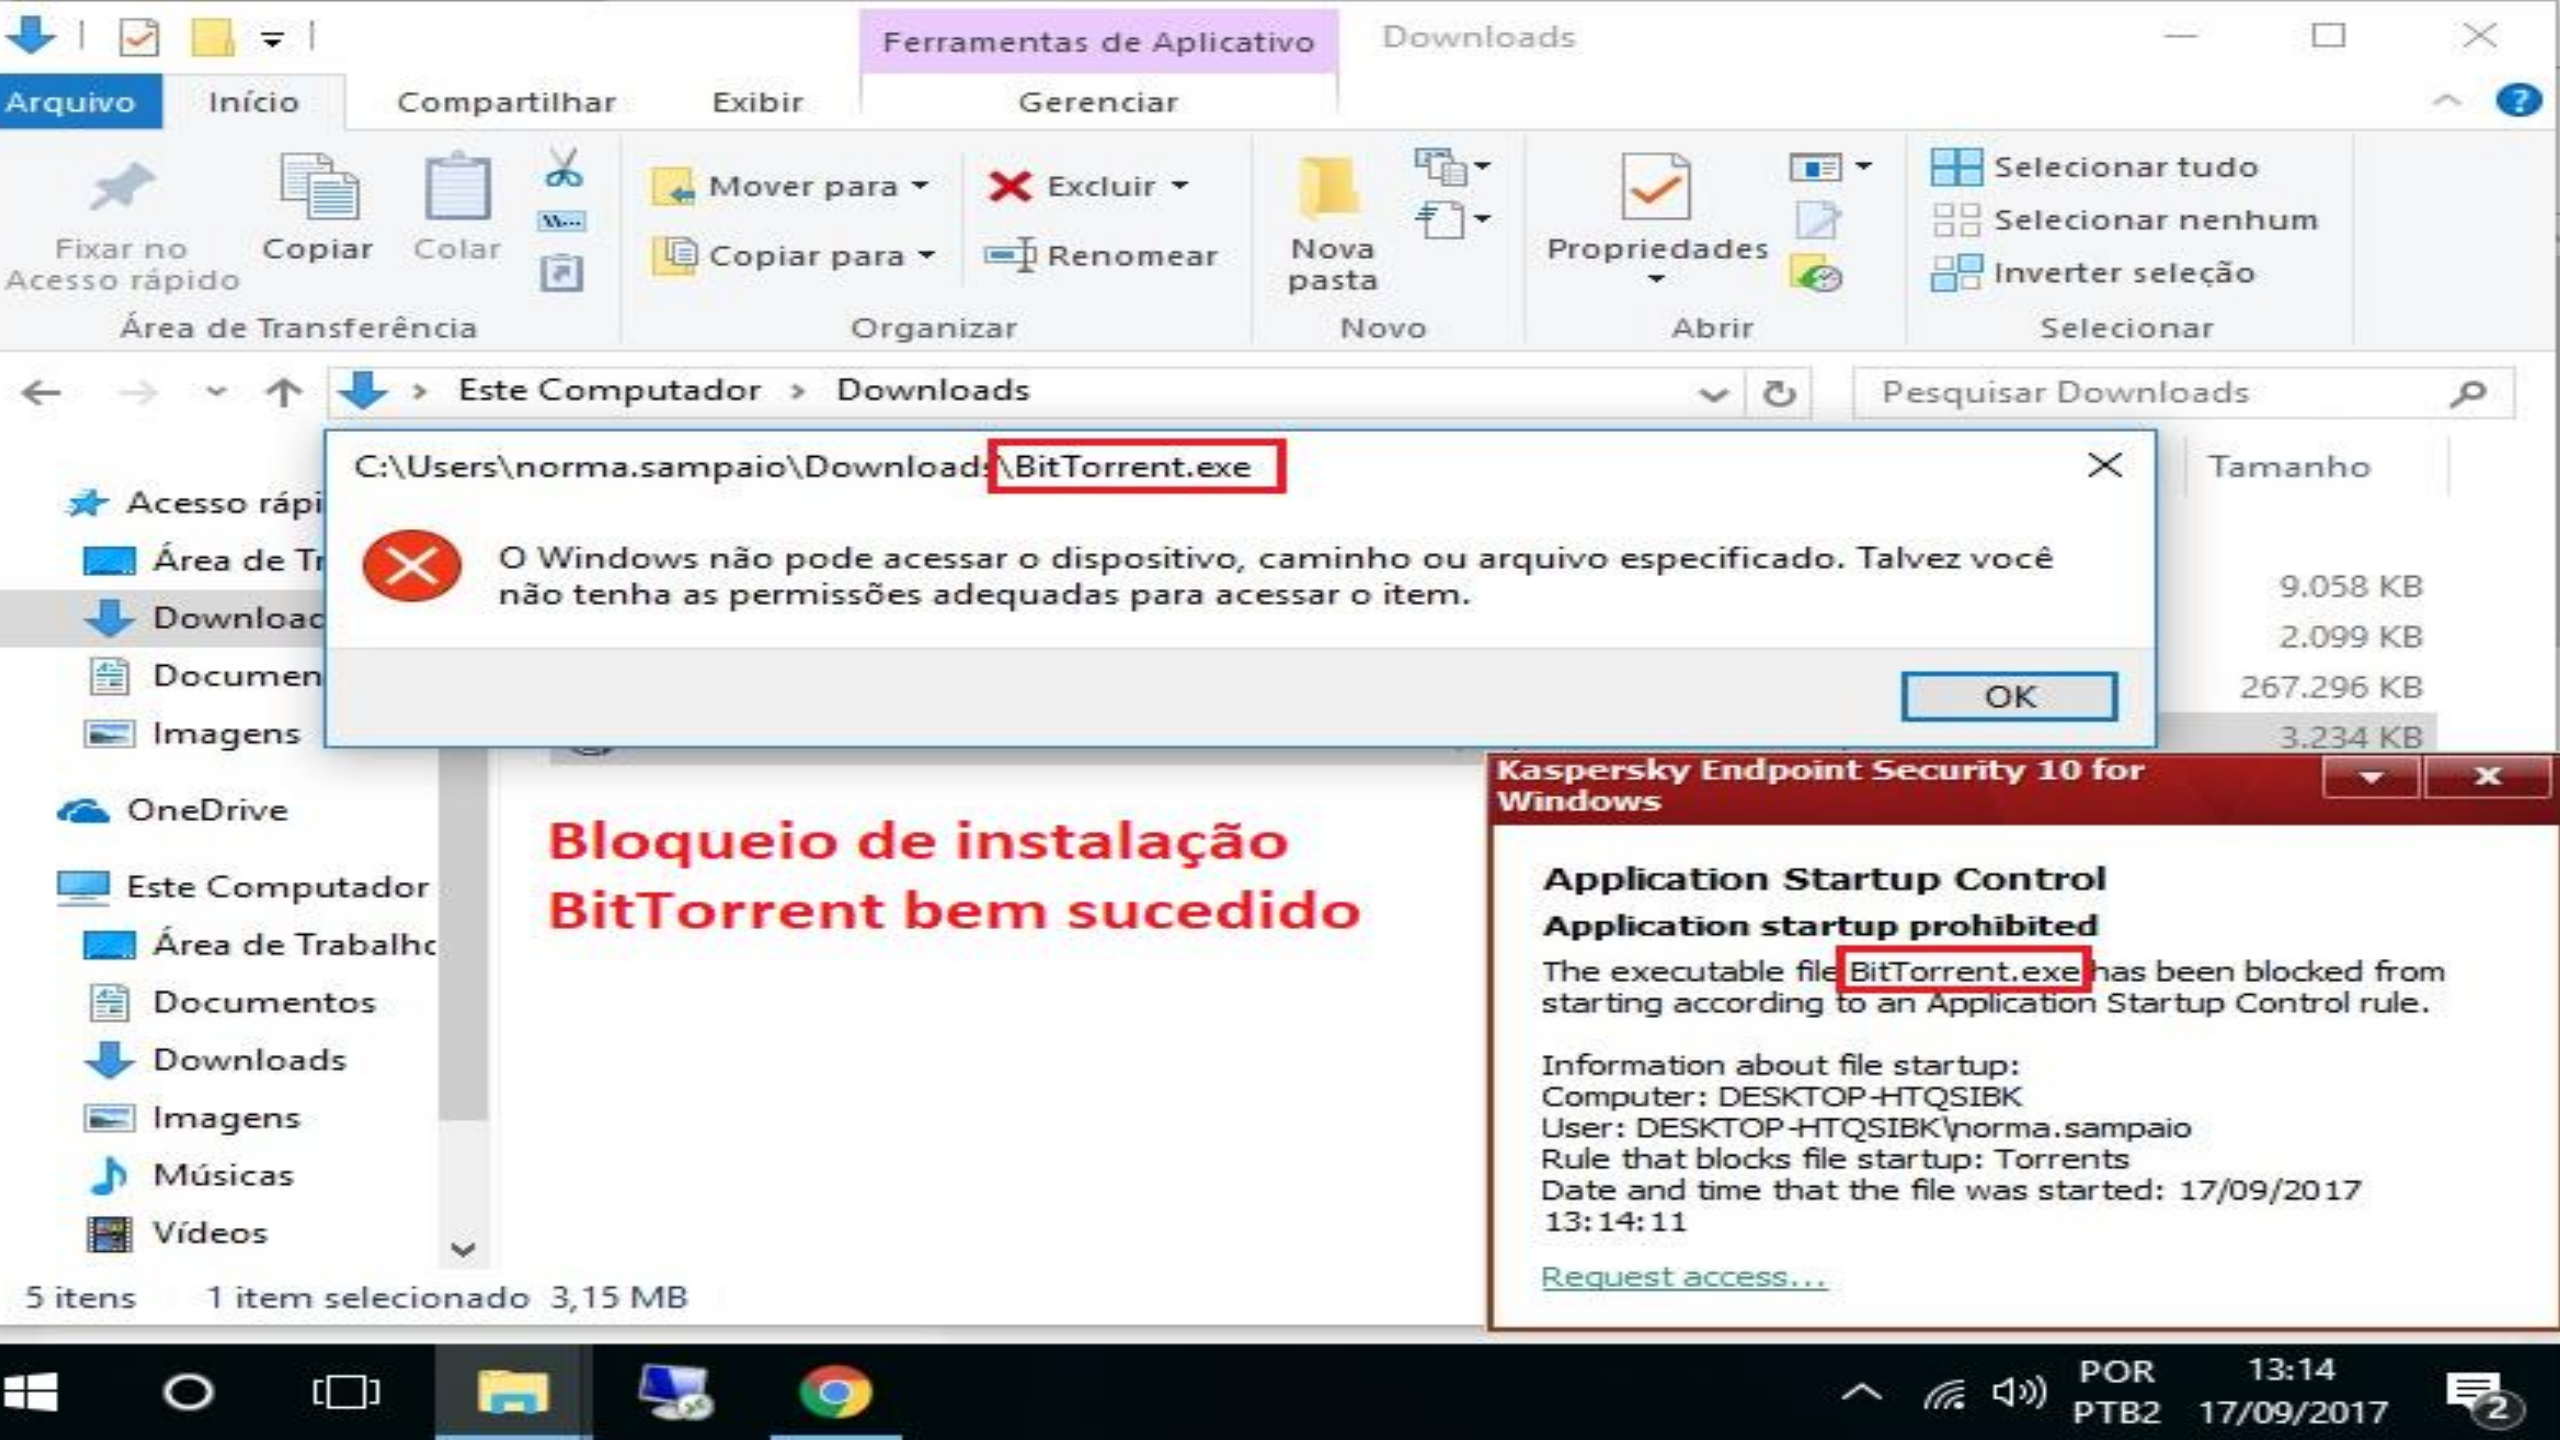 Ferramentas de Aplicativo
Downloads
Arquivo
Início
Compartilhar
Exibir
Gerenciar
Fixar no
Acesso rápido
Copiar
Colar
Mover para
Copiar para
Excluir
Renomear
Nova
pasta
Propriedades
Selecionar tudo
Selecionar nenhum
Inverter seleção
Área de Transferência
Organizar
Novo
Abrir
Selecionar
Este Computador > Downloads
Pesquisar Downloads
C:\Users\norma.sampaio\Downloads\BitTorrent.exe
O Windows não pode acessar o dispositivo, caminho ou arquivo especificado. Talvez você
não tenha as permissões adequadas para acessar o item.
OK
Tamanho
9.058 KB
2.099 KB
267.296 KB
3.234 KB
Acesso rápi
Área de Tr
Downloac
Documen
Imagens
OneDrive
Este Computador
Área de Trabalho
Documentos
Downloads
Imagens
Músicas
Vídeos
Bloqueio de instalação
BitTorrent bem sucedido
Kaspersky Endpoint Security 10 for
Windows
Application Startup Control
Application startup prohibited
The executable file BitTorrent.exe has been blocked from
starting according to an Application Startup Control rule.
Information about file startup:
Computer: DESKTOP-HTQSIBK
User: DESKTOP-HTQSIBK\norma.sampaio
Rule that blocks file startup: Torrents
Date and time that the file was started: 17/09/2017
13:14:11
Request access...
5 itens
1 item selecionado 3,15 MB
POR
PTB2
13:14
17/09/2017
2